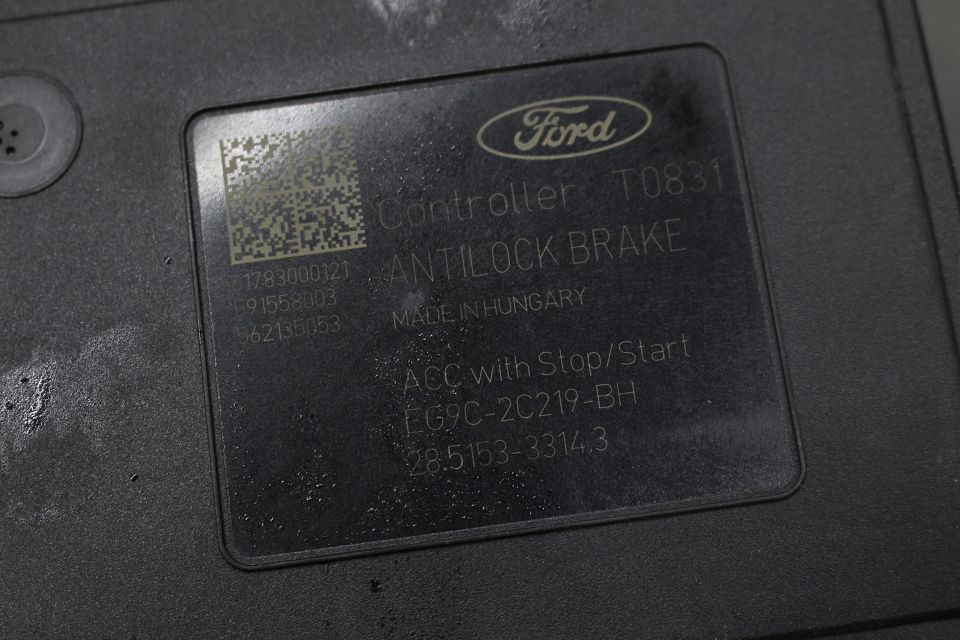 Ford
Controller T0831
ANTILOCK BRAKE
MADE IN HUNGARY
ACC with Stop/Start
EG9C-2C219-BH
28.5153-3314.3